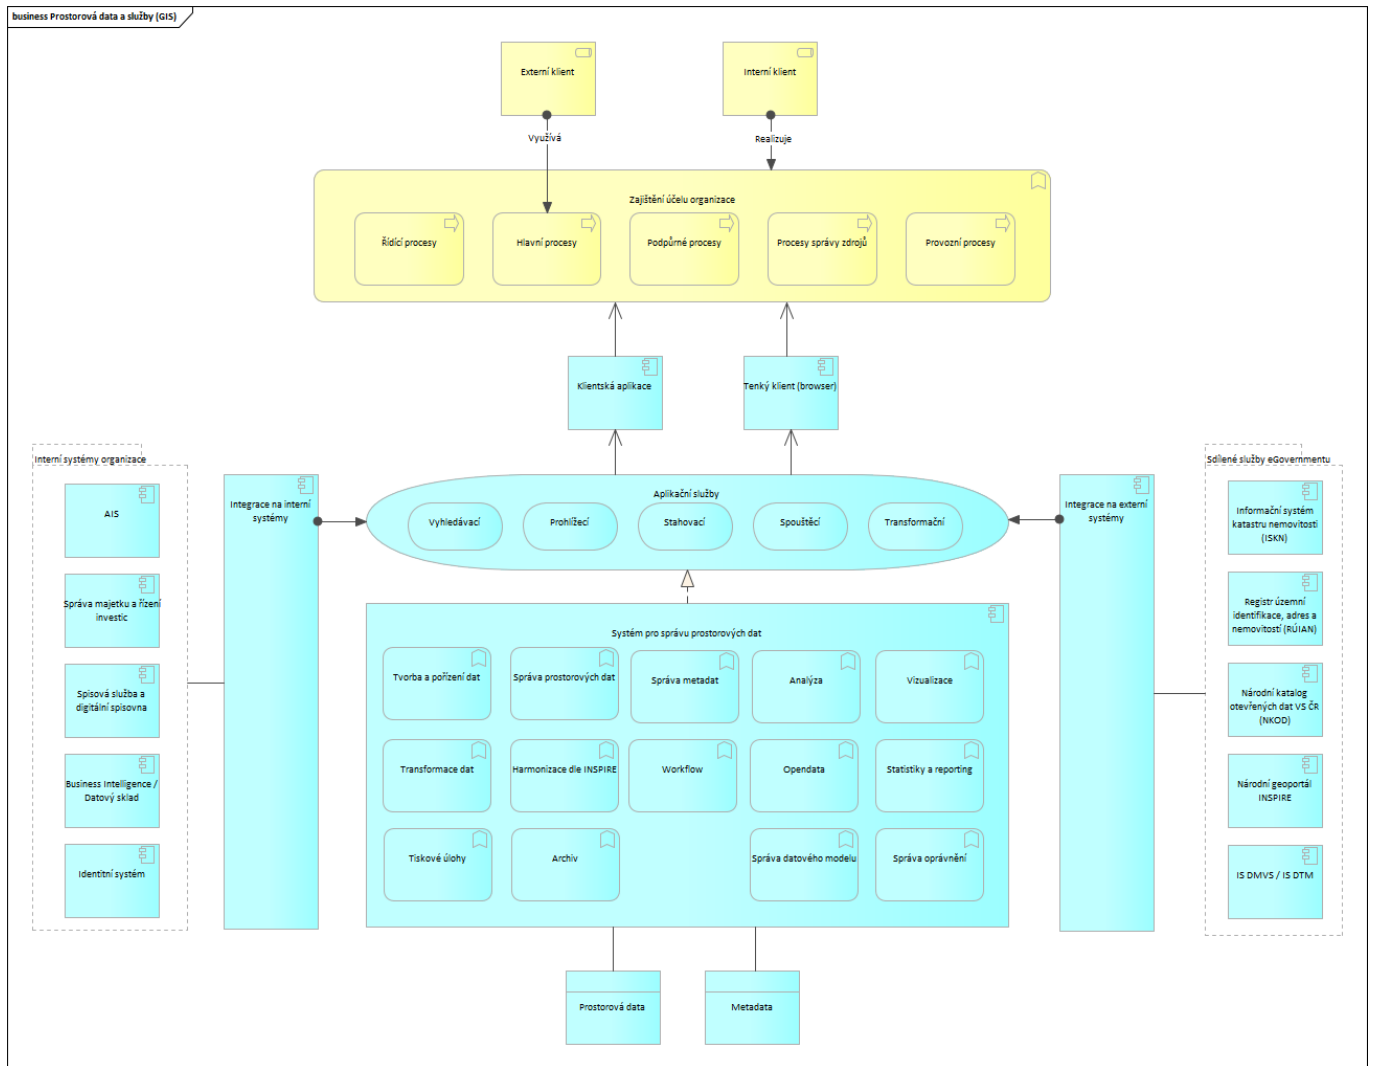 business Prostorová data a služby (GIS)
Externí klient
Interní klient
Využívá
Realizuje
Zajištění účelu organizace
Řídící procesy
Hlavní procesy
Podpůrné procesy
Procesy správy zdrojů
Provozní procesy
Klientská aplikace
Tenký klient (browser)
Interní systémy organizace
AIS
Správa majetku a řízení
investic
Spisová služba a
digitální spisovna
Business Intelligence /
Datový sklad
Identitní systém
Integrace na interní
systémy
Aplikační služby
Vyhledávací
Prohlížecí
Stahovací
Spouštěcí
Transformační
Integrace na externí
systémy
Sdílené služby eGovernmentu
Informační systém
katastru nemovitosti
(ISKN)
Registr územní
identifikace, adres a
nemovitostí (RÚIAN)
Národní katalog
otevřených dat VS ČR
(NKOD)
Národní geoportál
INSPIRE
IS DMVS / IS DTM
Systém pro správu prostorových dat
Tvorba a pořízení dat
Správa prostorových dat
Správa metadat
Analýza
Vizualizace
Transformace dat
Harmonizace dle INSPIRE
Workflow
Opendata
Statistiky a reporting
Tiskové úlohy
Archiv
Správa datového modelu
Správa oprávnění
Prostorová data
Metadata